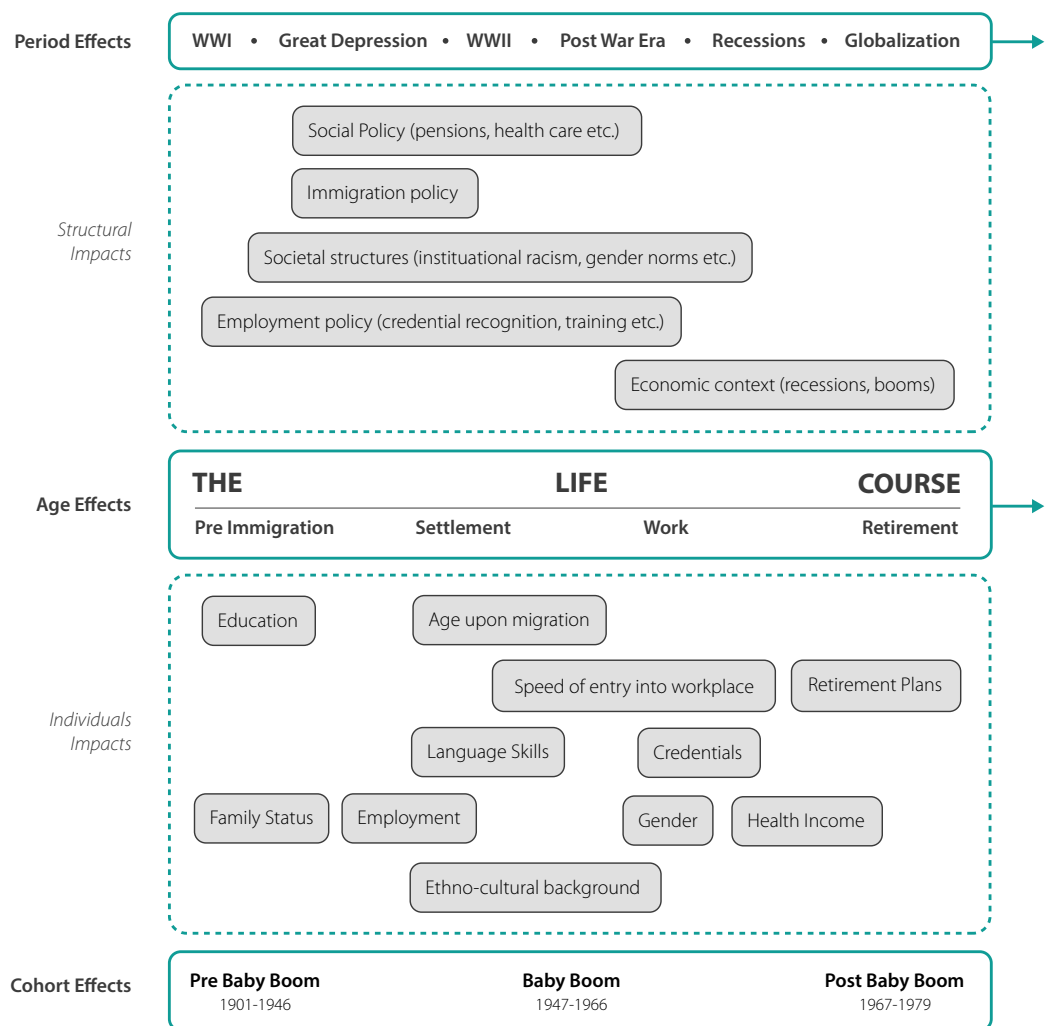 Period Effects
WWI • Great Depression • WWII • Post War Era • Recessions • Globalization
Social Policy (pensions, health care etc.)
Immigration policy
Structural
Impacts
Societal structures (instituational racism, gender norms etc.)
Employment policy (credential recognition, training etc.)
Economic context (recessions, booms)
Age Effects
THE LIFE COURSE
Pre Immigration Settlement Work Retirement
Education Age upon migration
Speed of entry into workplace Retirement Plans
Individuals
Impacts
Language Skills Credentials
Family Status Employment Gender Health Income
Ethno-cultural background
Cohort Effects
Pre Baby Boom Baby Boom Post Baby Boom
1901-1946 1947-1966 1967-1979